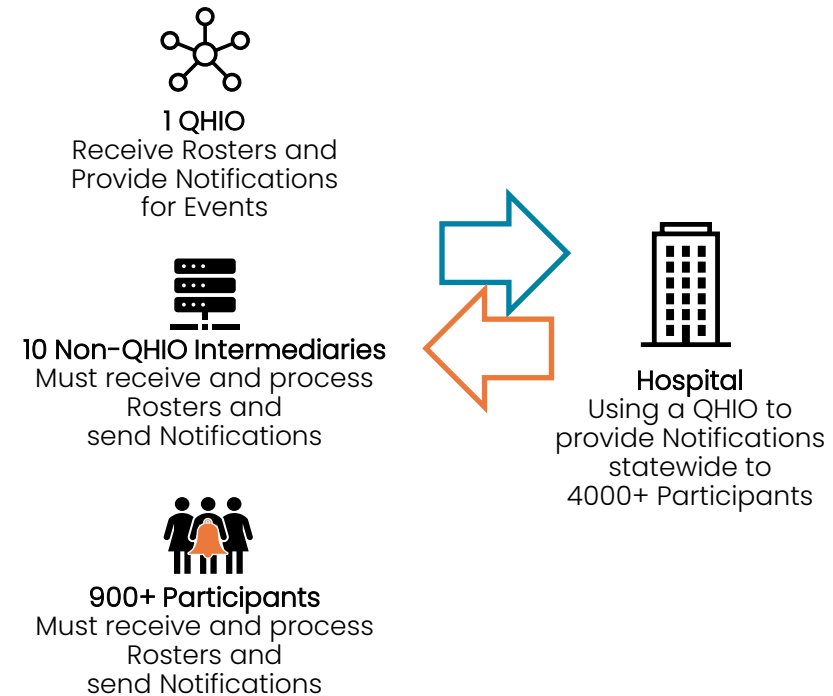 1 QHIO
Receive Rosters and
Provide Notifications
for Events
10 Non-QHIO Intermediaries
Must receive and process
Rosters and
send Notifications
900+ Participants
Must receive and process
Rosters and
send Notifications
Hospital
Using a QHIO to
provide Notifications
statewide to
4000+ Participants